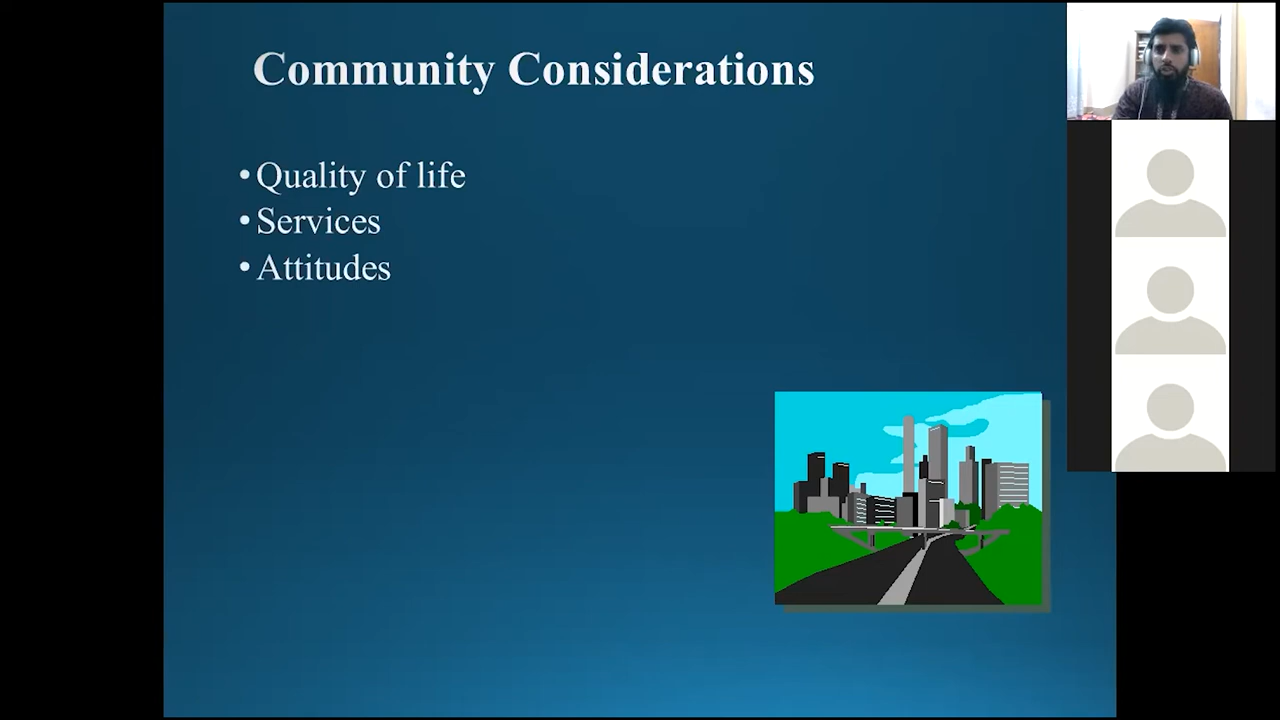 Community Considerations
• Quality of life
• Services
• Attitudes